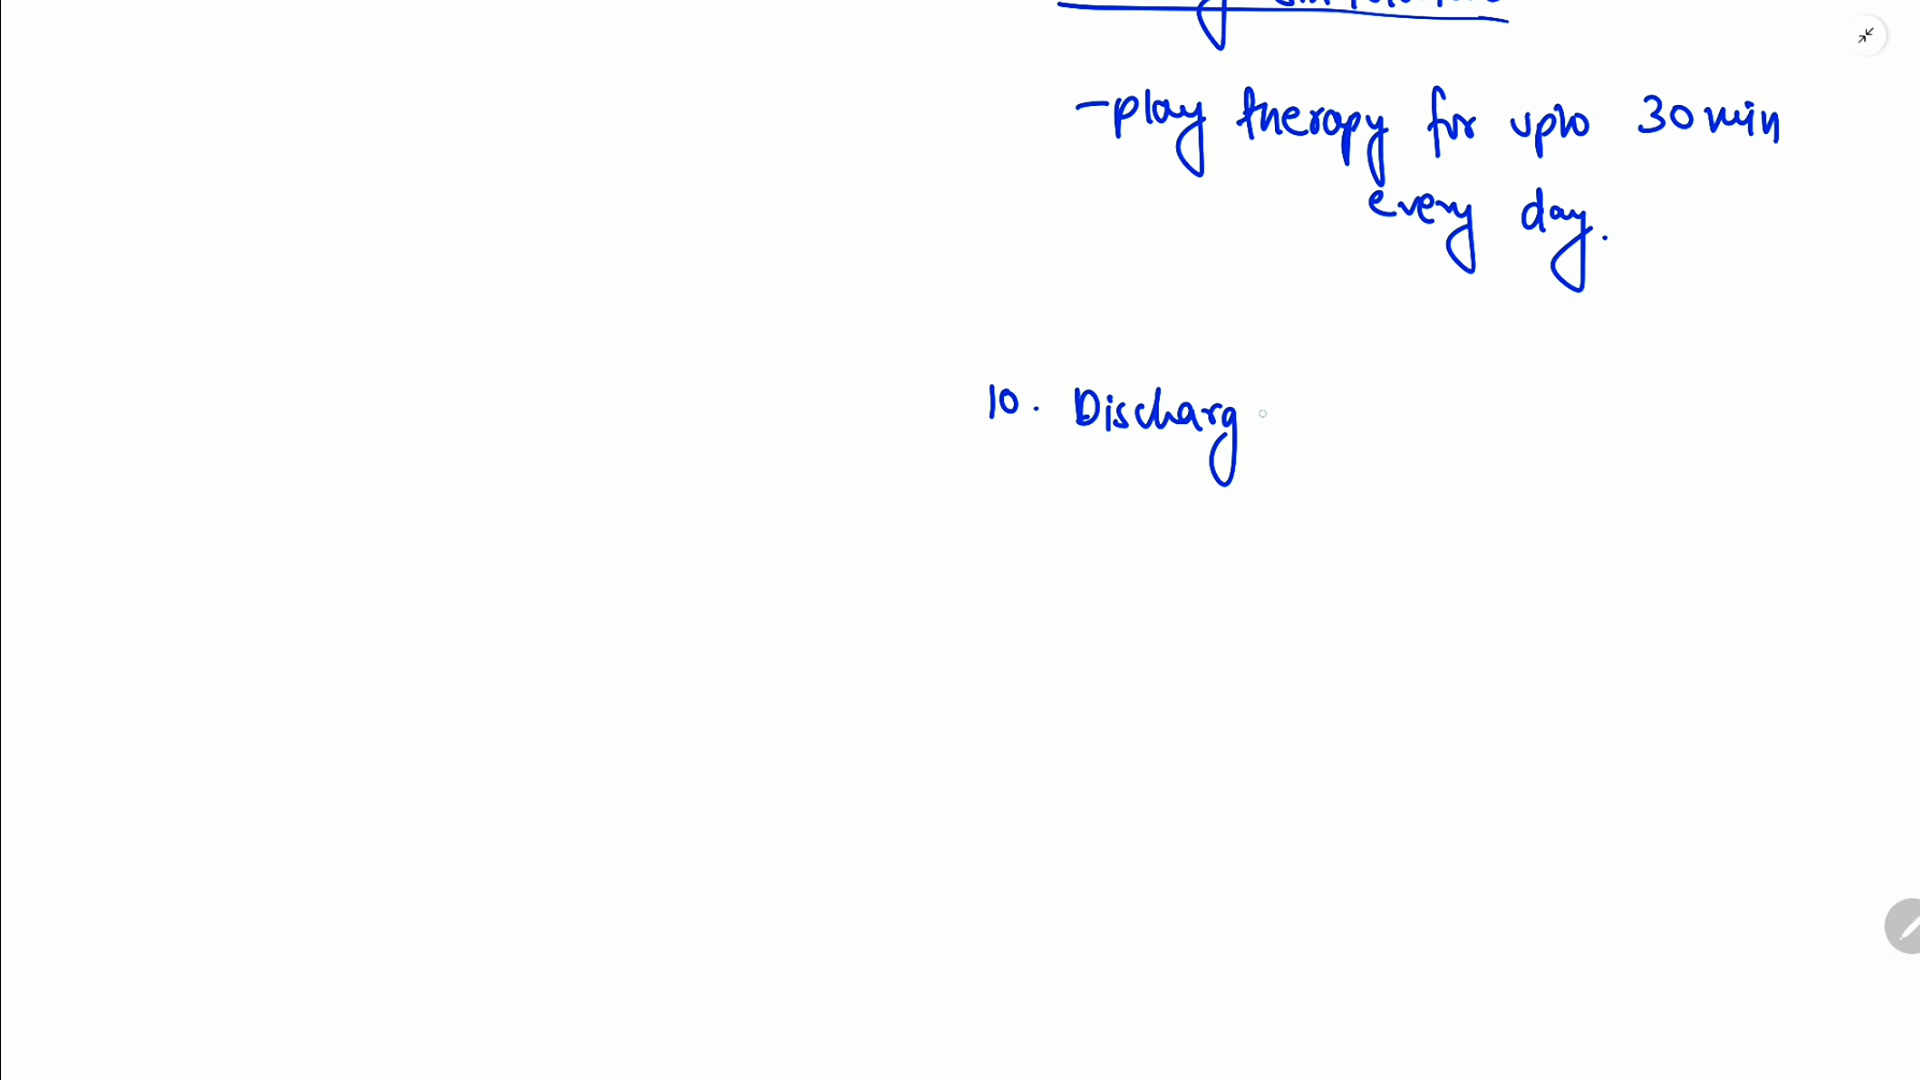 -play therapy for upto 30 min
every day.
10. Discharg